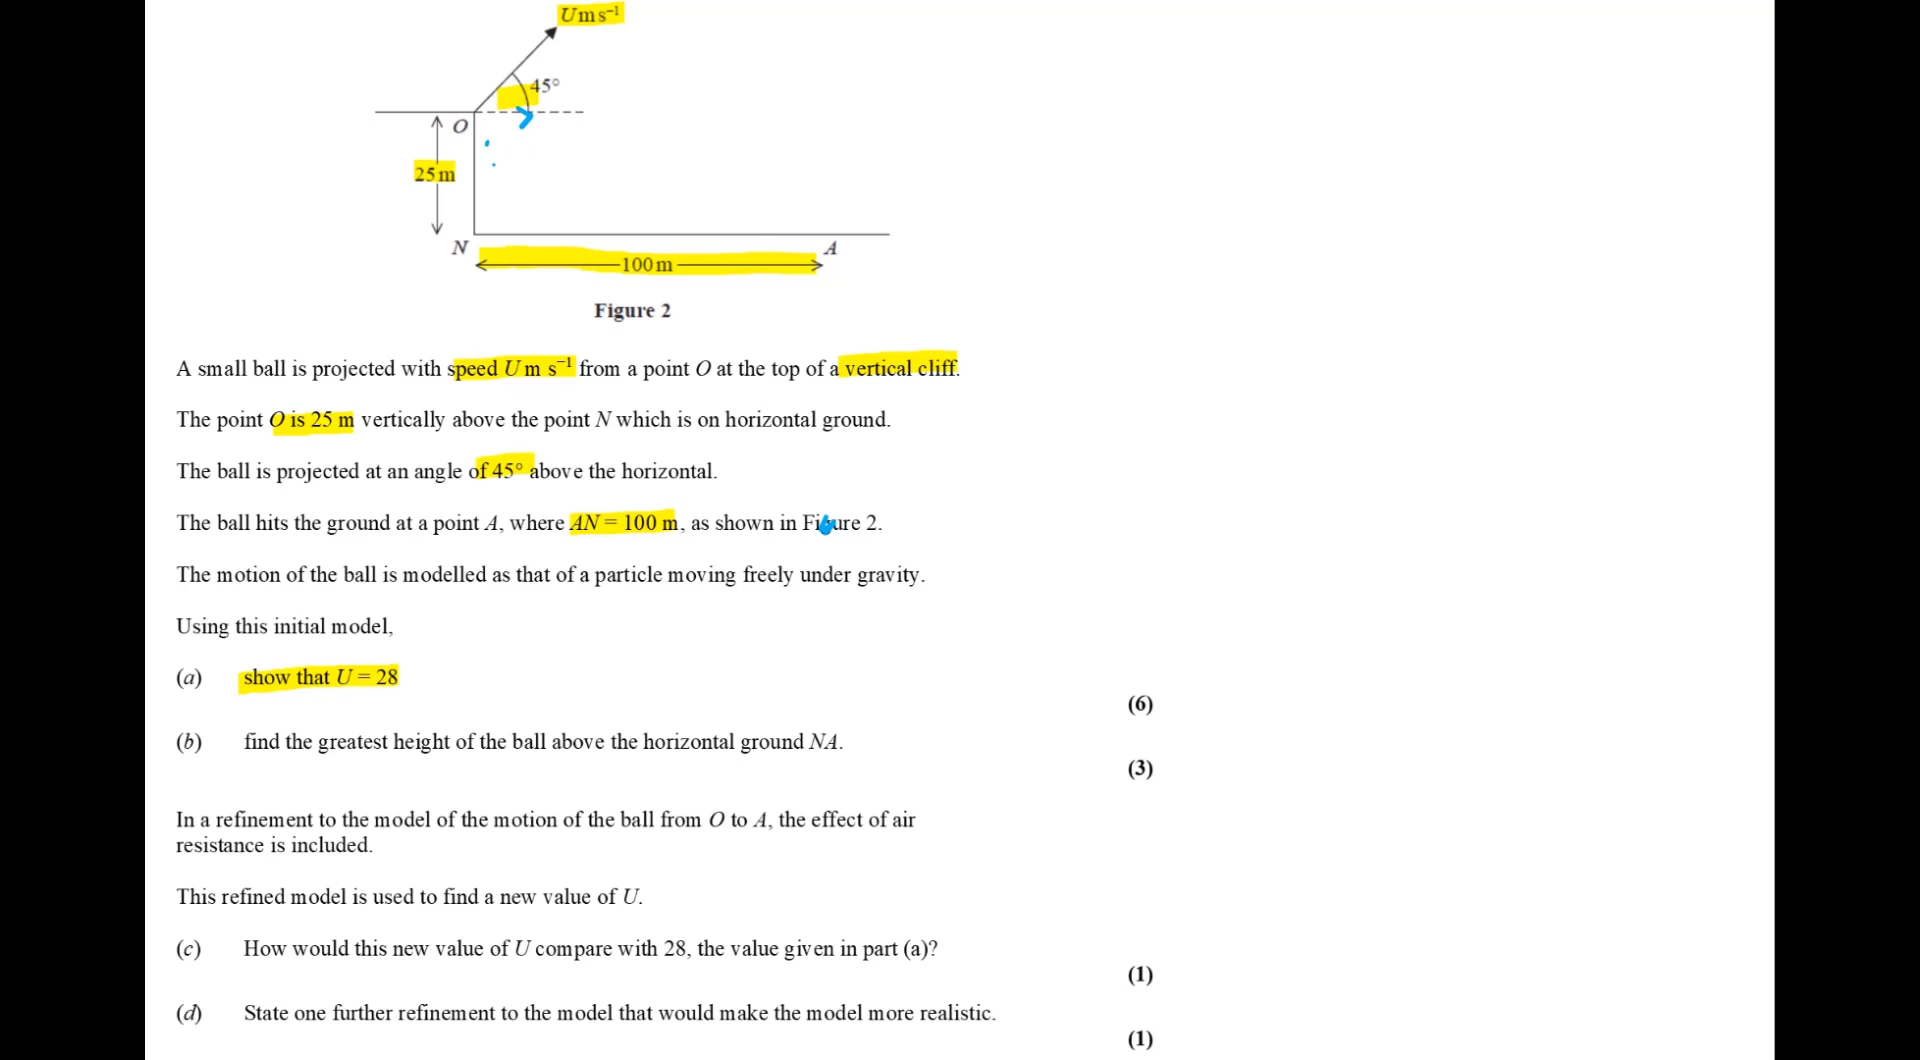 U m s⁻¹
45°
O
25 m
N
A
100 m
Figure 2
A small ball is projected with speed U m s⁻¹ from a point O at the top of a vertical cliff.
The point O is 25 m vertically above the point N which is on horizontal ground.
The ball is projected at an angle of 45° above the horizontal.
The ball hits the ground at a point A, where AN = 100 m, as shown in Figure 2.
The motion of the ball is modelled as that of a particle moving freely under gravity.
Using this initial model,
(a) show that U = 28
(6)
(b) find the greatest height of the ball above the horizontal ground NA.
(3)
In a refinement to the model of the motion of the ball from O to A, the effect of air
resistance is included.
This refined model is used to find a new value of U.
(c) How would this new value of U compare with 28, the value given in part (a)?
(1)
(d) State one further refinement to the model that would make the model more realistic.
(1)